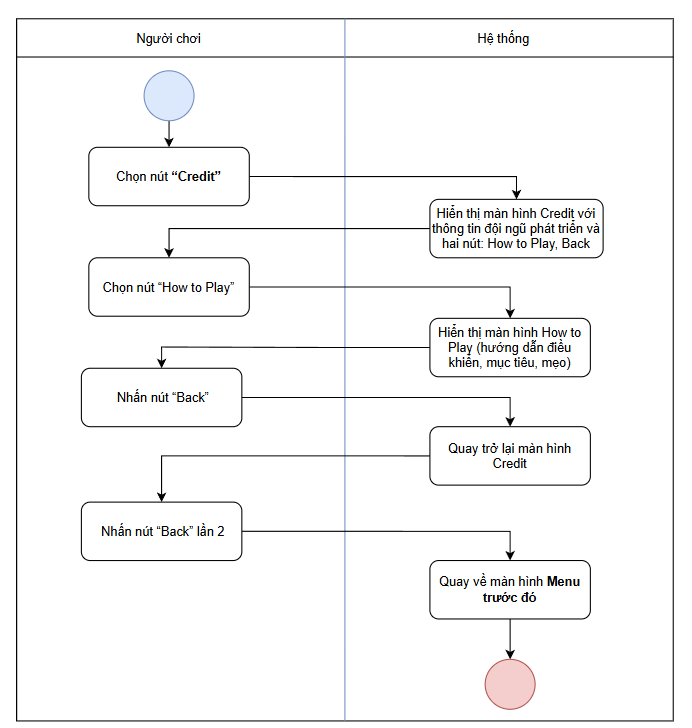 Người chơi
Hệ thống
Chọn nút “Credit”
Hiển thị màn hình Credit với
thông tin đội ngũ phát triển và
hai nút: How to Play, Back
Chọn nút “How to Play”
Hiển thị màn hình How to
Play (hướng dẫn điều
khiển, mục tiêu, mẹo)
Nhấn nút “Back”
Quay trở lại màn hình
Credit
Nhấn nút “Back” lần 2
Quay về màn hình Menu
trước đó